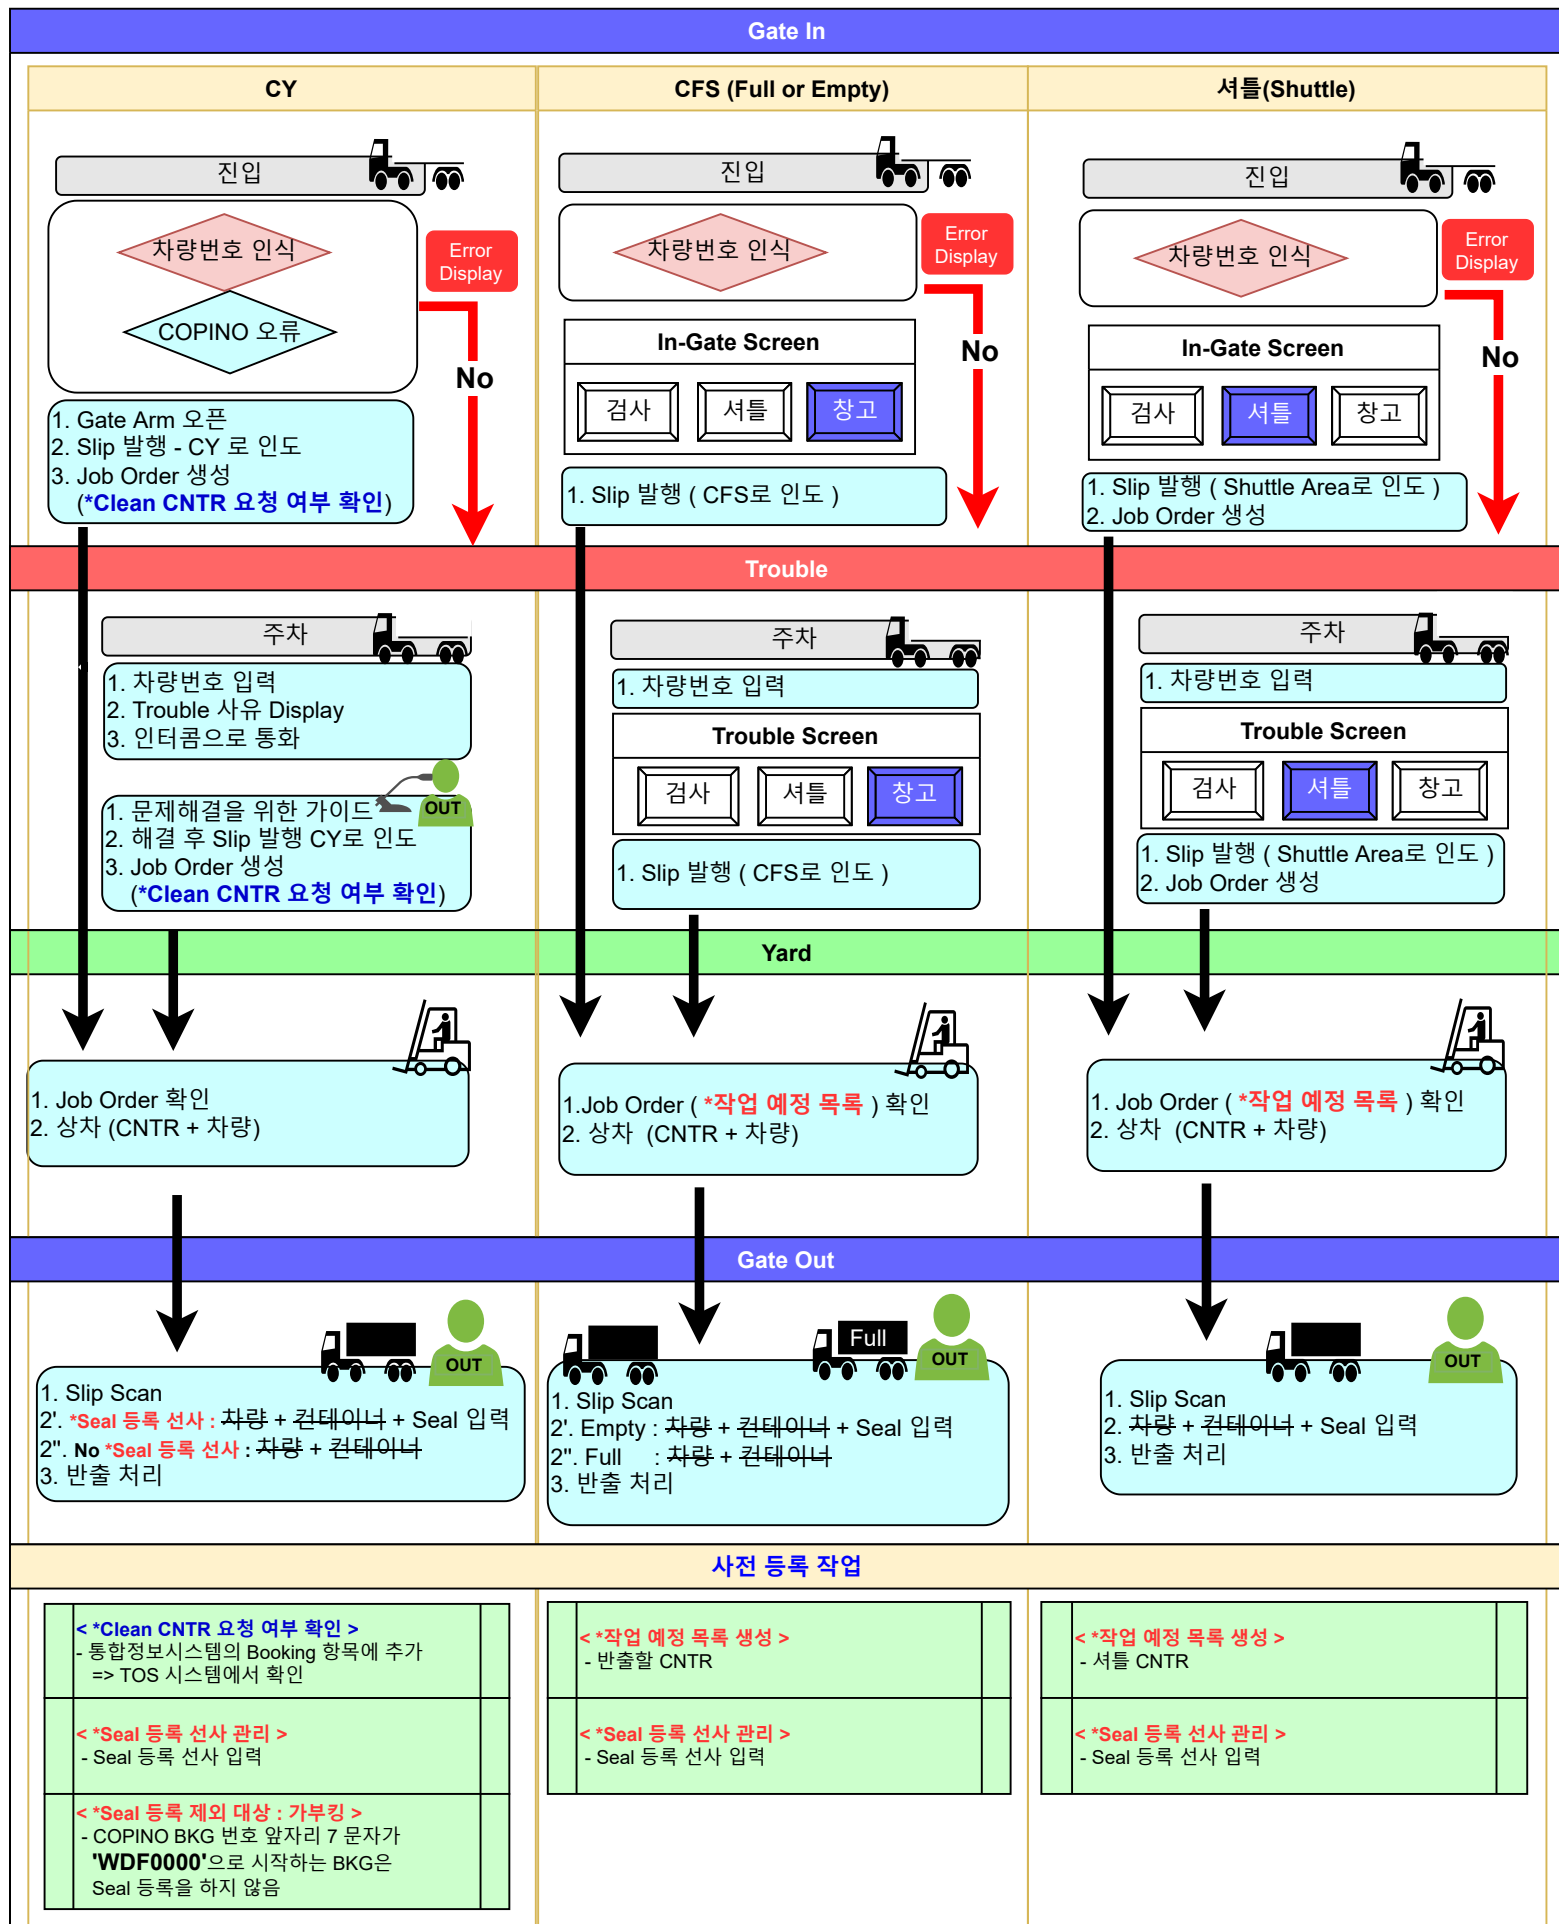 Gate In
CY
CFS (Full or Empty)
셔틀(Shuttle)
진입
차량번호 인식
COPINO 오류
Error
Display
No
1. Gate Arm 오픈
2. Slip 발행 - CY 로 인도
3. Job Order 생성
(*Clean CNTR 요청 여부 확인)
진입
차량번호 인식
Error
Display
No
In-Gate Screen
검사
셔틀
창고
1. Slip 발행 ( CFS로 인도 )
진입
차량번호 인식
Error
Display
No
In-Gate Screen
검사
셔틀
창고
1. Slip 발행 ( Shuttle Area로 인도 )
2. Job Order 생성
Trouble
주차
1. 차량번호 입력
2. Trouble 사유 Display
3. 인터콤으로 통화
OUT
1. 문제해결을 위한 가이드
2. 해결 후 Slip 발행 CY로 인도
3. Job Order 생성
(*Clean CNTR 요청 여부 확인)
주차
1. 차량번호 입력
Trouble Screen
검사
셔틀
창고
1. Slip 발행 ( CFS로 인도 )
주차
1. 차량번호 입력
Trouble Screen
검사
셔틀
창고
1. Slip 발행 ( Shuttle Area로 인도 )
2. Job Order 생성
Yard
1. Job Order 확인
2. 상차 (CNTR + 차량)
1.Job Order ( *작업 예정 목록 ) 확인
2. 상차 (CNTR + 차량)
1. Job Order ( *작업 예정 목록 ) 확인
2. 상차 (CNTR + 차량)
Gate Out
OUT
1. Slip Scan
2'. *Seal 등록 선사 : 차량 + 컨테이너 + Seal 입력
2". No *Seal 등록 선사 : 차량 + 컨테이너
3. 반출 처리
Full
OUT
1. Slip Scan
2'. Empty : 차량 + 컨테이너 + Seal 입력
2". Full : 차량 + 컨테이너
3. 반출 처리
OUT
1. Slip Scan
2. 차량 + 컨테이너 + Seal 입력
3. 반출 처리
사전 등록 작업
< *Clean CNTR 요청 여부 확인 >
- 통합정보시스템의 Booking 항목에 추가
=> TOS 시스템에서 확인
< *Seal 등록 선사 관리 >
- Seal 등록 선사 입력
< *Seal 등록 제외 대상 : 가부킹 >
- COPINO BKG 번호 앞자리 7 문자가
'WDF0000'으로 시작하는 BKG은
Seal 등록을 하지 않음
< *작업 예정 목록 생성 >
- 반출할 CNTR
< *Seal 등록 선사 관리 >
- Seal 등록 선사 입력
< *작업 예정 목록 생성 >
- 셔틀 CNTR
< *Seal 등록 선사 관리 >
- Seal 등록 선사 입력